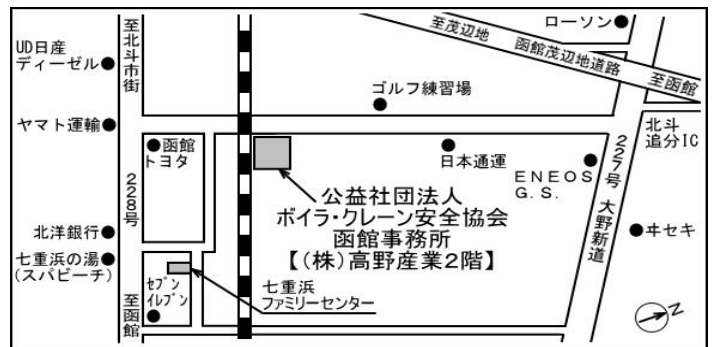 至北斗市街
UD日産
ディーゼル
ヤマト運輸
函館
トヨタ
228号
北洋銀行
七重浜の湯
(スパビーチ)
至函館
セブン
イレブン
七重浜
ファミリーセンター
公益社団法人
ボイラ・クレーン安全協会
函館事務所
【(株)高野産業2階】
ゴルフ練習場
日本通運
ENEOS
G.S.
ローソン
至茂辺地
函館茂辺地道路
至函館
北斗
追分IC
227号 大野新道
ヰセキ
N